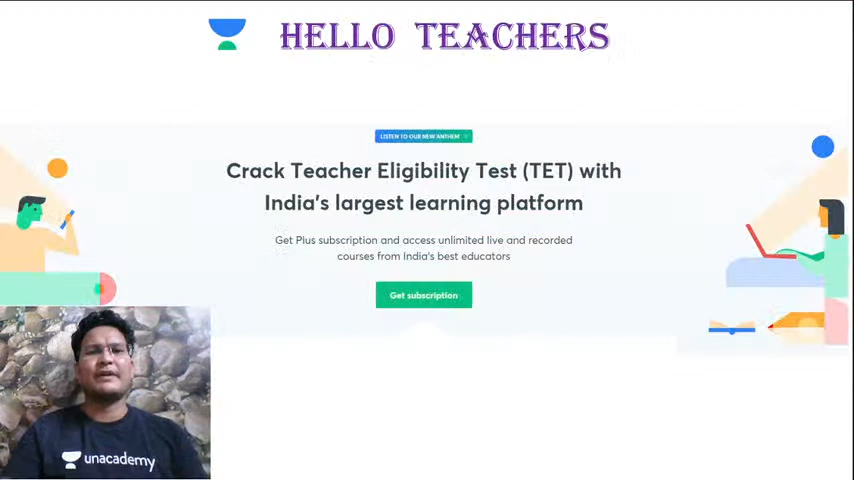 HELLO TEACHERS
LISTEN TO OUR NEW ANTHEM
Crack Teacher Eligibility Test (TET) with
India's largest learning platform
Get Plus subscription and access unlimited live and recorded
courses from India's best educators
Get subscription
unacademy